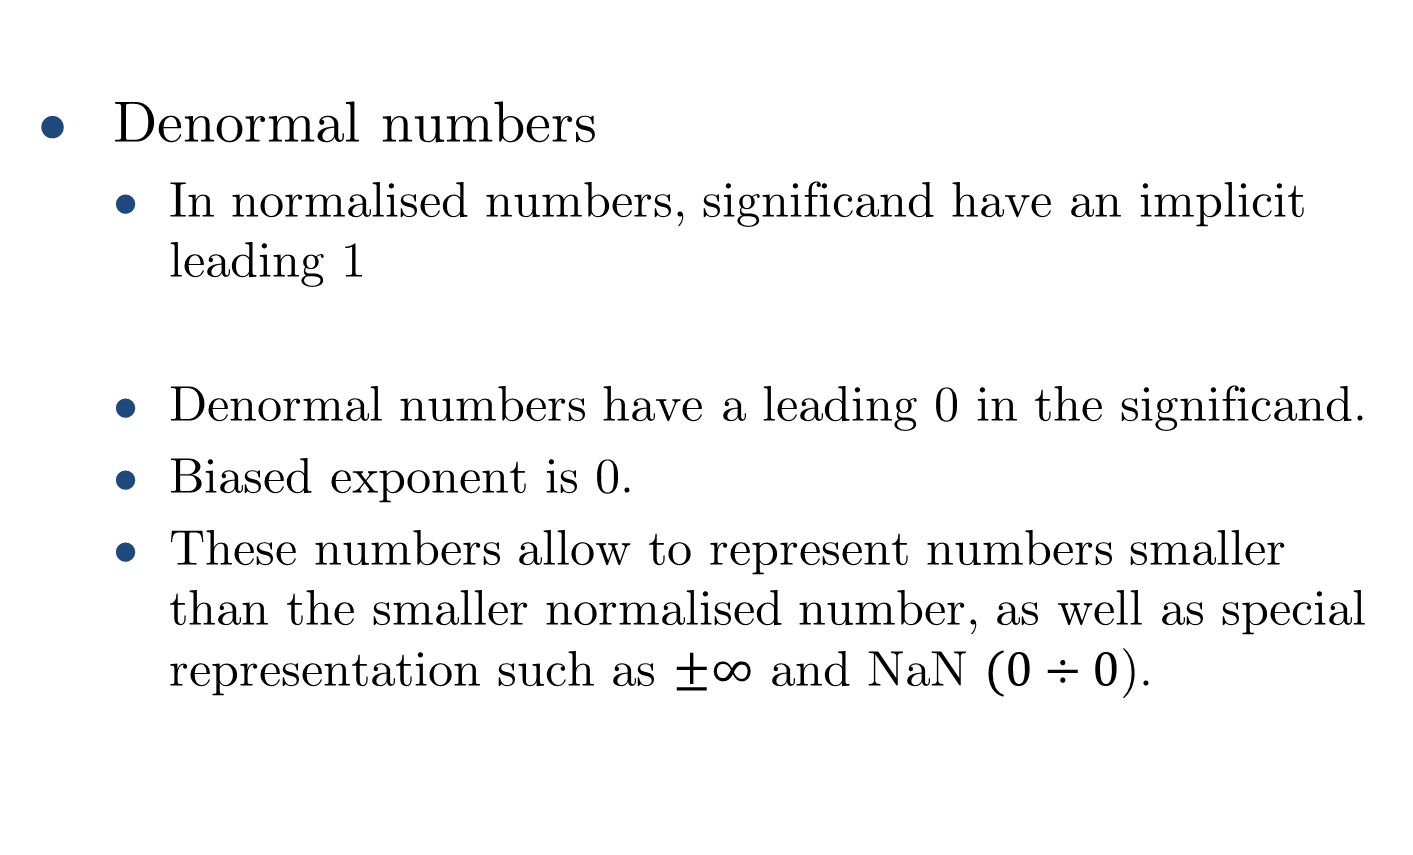 • Denormal numbers
• In normalised numbers, significand have an implicit
leading 1
• Denormal numbers have a leading 0 in the significand.
• Biased exponent is 0.
• These numbers allow to represent numbers smaller
than the smaller normalised number, as well as special
representation such as ±∞ and NaN (0 ÷ 0).